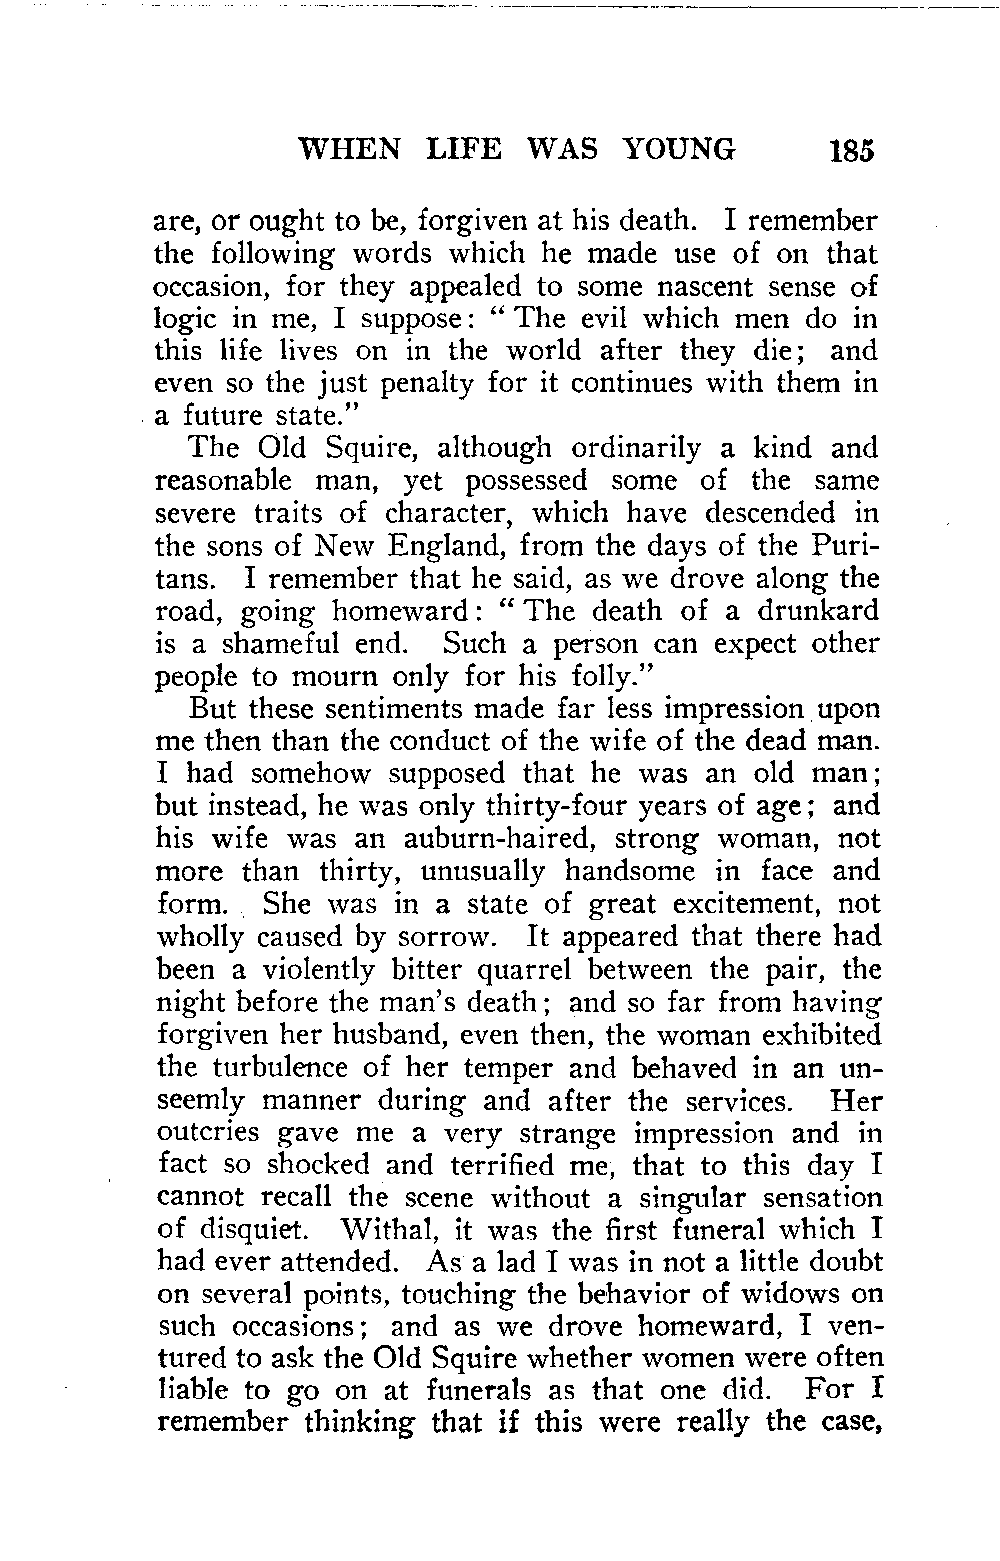 WHEN LIFE WAS YOUNG 185
are, or ought to be, forgiven at his death. I remember
the following words which he made use of on that
occasion, for they appealed to some nascent sense of
logic in me, I suppose: “ The evil which men do in
this life lives on in the world after they die; and
even so the just penalty for it continues with them in
a future state.”
The Old Squire, although ordinarily a kind and
reasonable man, yet possessed some of the same
severe traits of character, which have descended in
the sons of New England, from the days of the Puri-
tans. I remember that he said, as we drove along the
road, going homeward: “ The death of a drunkard
is a shameful end. Such a person can expect other
people to mourn only for his folly.”
But these sentiments made far less impression upon
me then than the conduct of the wife of the dead man.
I had somehow supposed that he was an old man;
but instead, he was only thirty-four years of age; and
his wife was an auburn-haired, strong woman, not
more than thirty, unusually handsome in face and
form. She was in a state of great excitement, not
wholly caused by sorrow. It appeared that there had
been a violently bitter quarrel between the pair, the
night before the man’s death; and so far from having
forgiven her husband, even then, the woman exhibited
the turbulence of her temper and behaved in an un-
seemly manner during and after the services. Her
outcries gave me a very strange impression and in
fact so shocked and terrified me, that to this day I
cannot recall the scene without a singular sensation
of disquiet. Withal, it was the first funeral which I
had ever attended. As a lad I was in not a little doubt
on several points, touching the behavior of widows on
such occasions; and as we drove homeward, I ven-
tured to ask the Old Squire whether women were often
liable to go on at funerals as that one did. For I
remember thinking that if this were really the case,